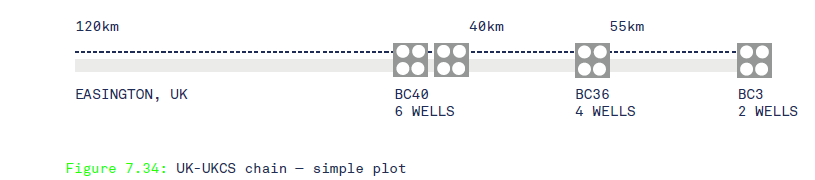 120km 40km 55km
EASINGTON, UK BC40 BC36 BC3
6 WELLS 4 WELLS 2 WELLS
Figure 7.34: UK-UKCS chain — simple plot